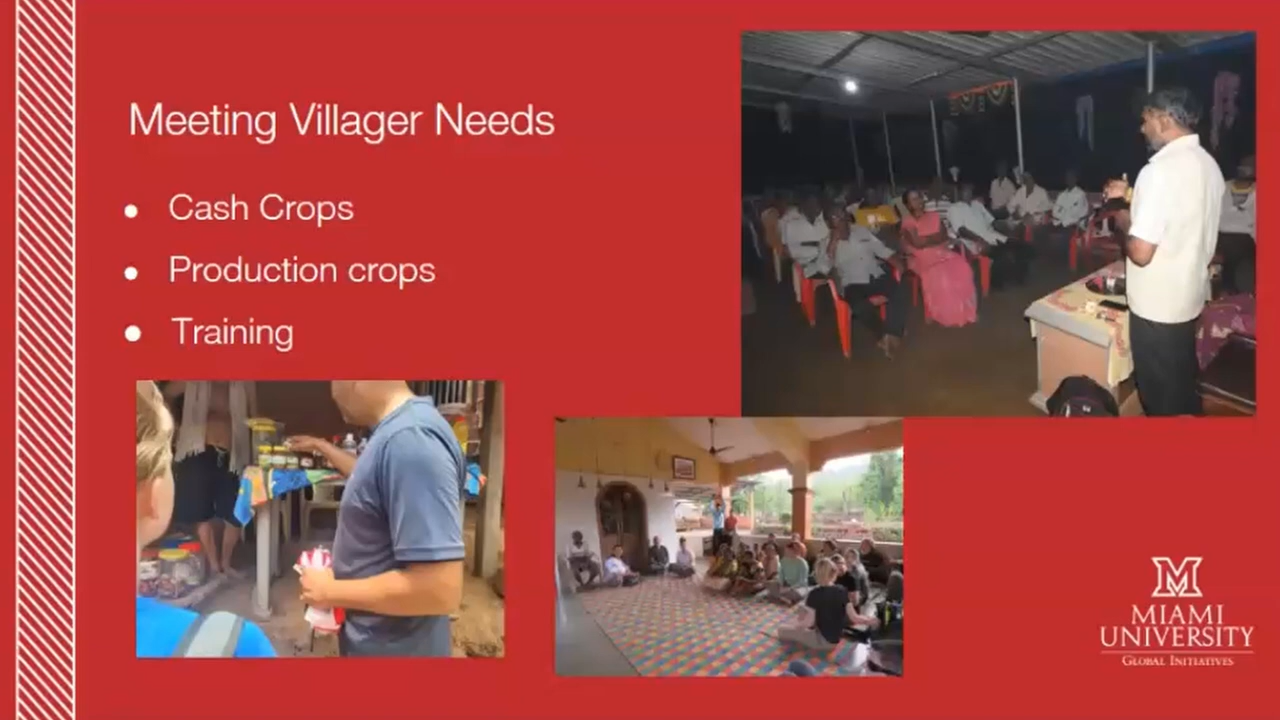 Meeting Villager Needs
Cash Crops
Production crops
Training
M
MIAMI
UNIVERSITY
GLOBAL INITIATIVES